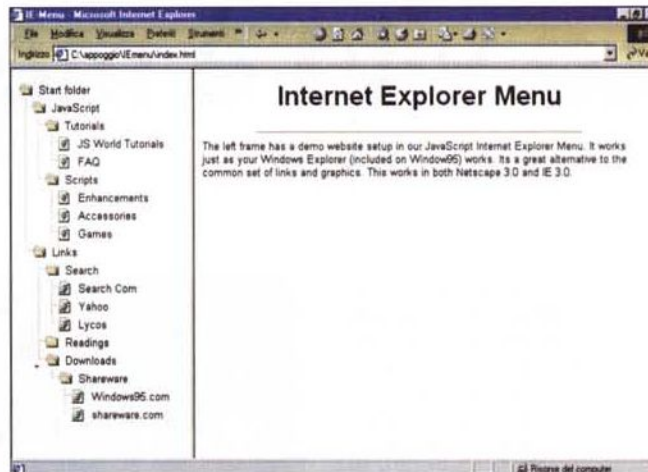 IE-Menu - Microsoft Internet Explorer
File Modifica Visualizza Preferiti Strumenti
Indirizzo C:\appoggio\IEmenu\index.html
Start folder
JavaScript
Tutorials
JS World Tutorials
FAQ
Scripts
Enhancements
Accessories
Games
Links
Search
Search Com
Yahoo
Lycos
Readings
Downloads
Shareware
Windows95.com
shareware.com
Internet Explorer Menu
The left frame has a demo website setup in our JavaScript Internet Explorer Menu. It works
just as your Windows Explorer (included on Window95) works. Its a great alternative to the
common set of links and graphics. This works in both Netscape 3.0 and IE 3.0.
Risorse del computer